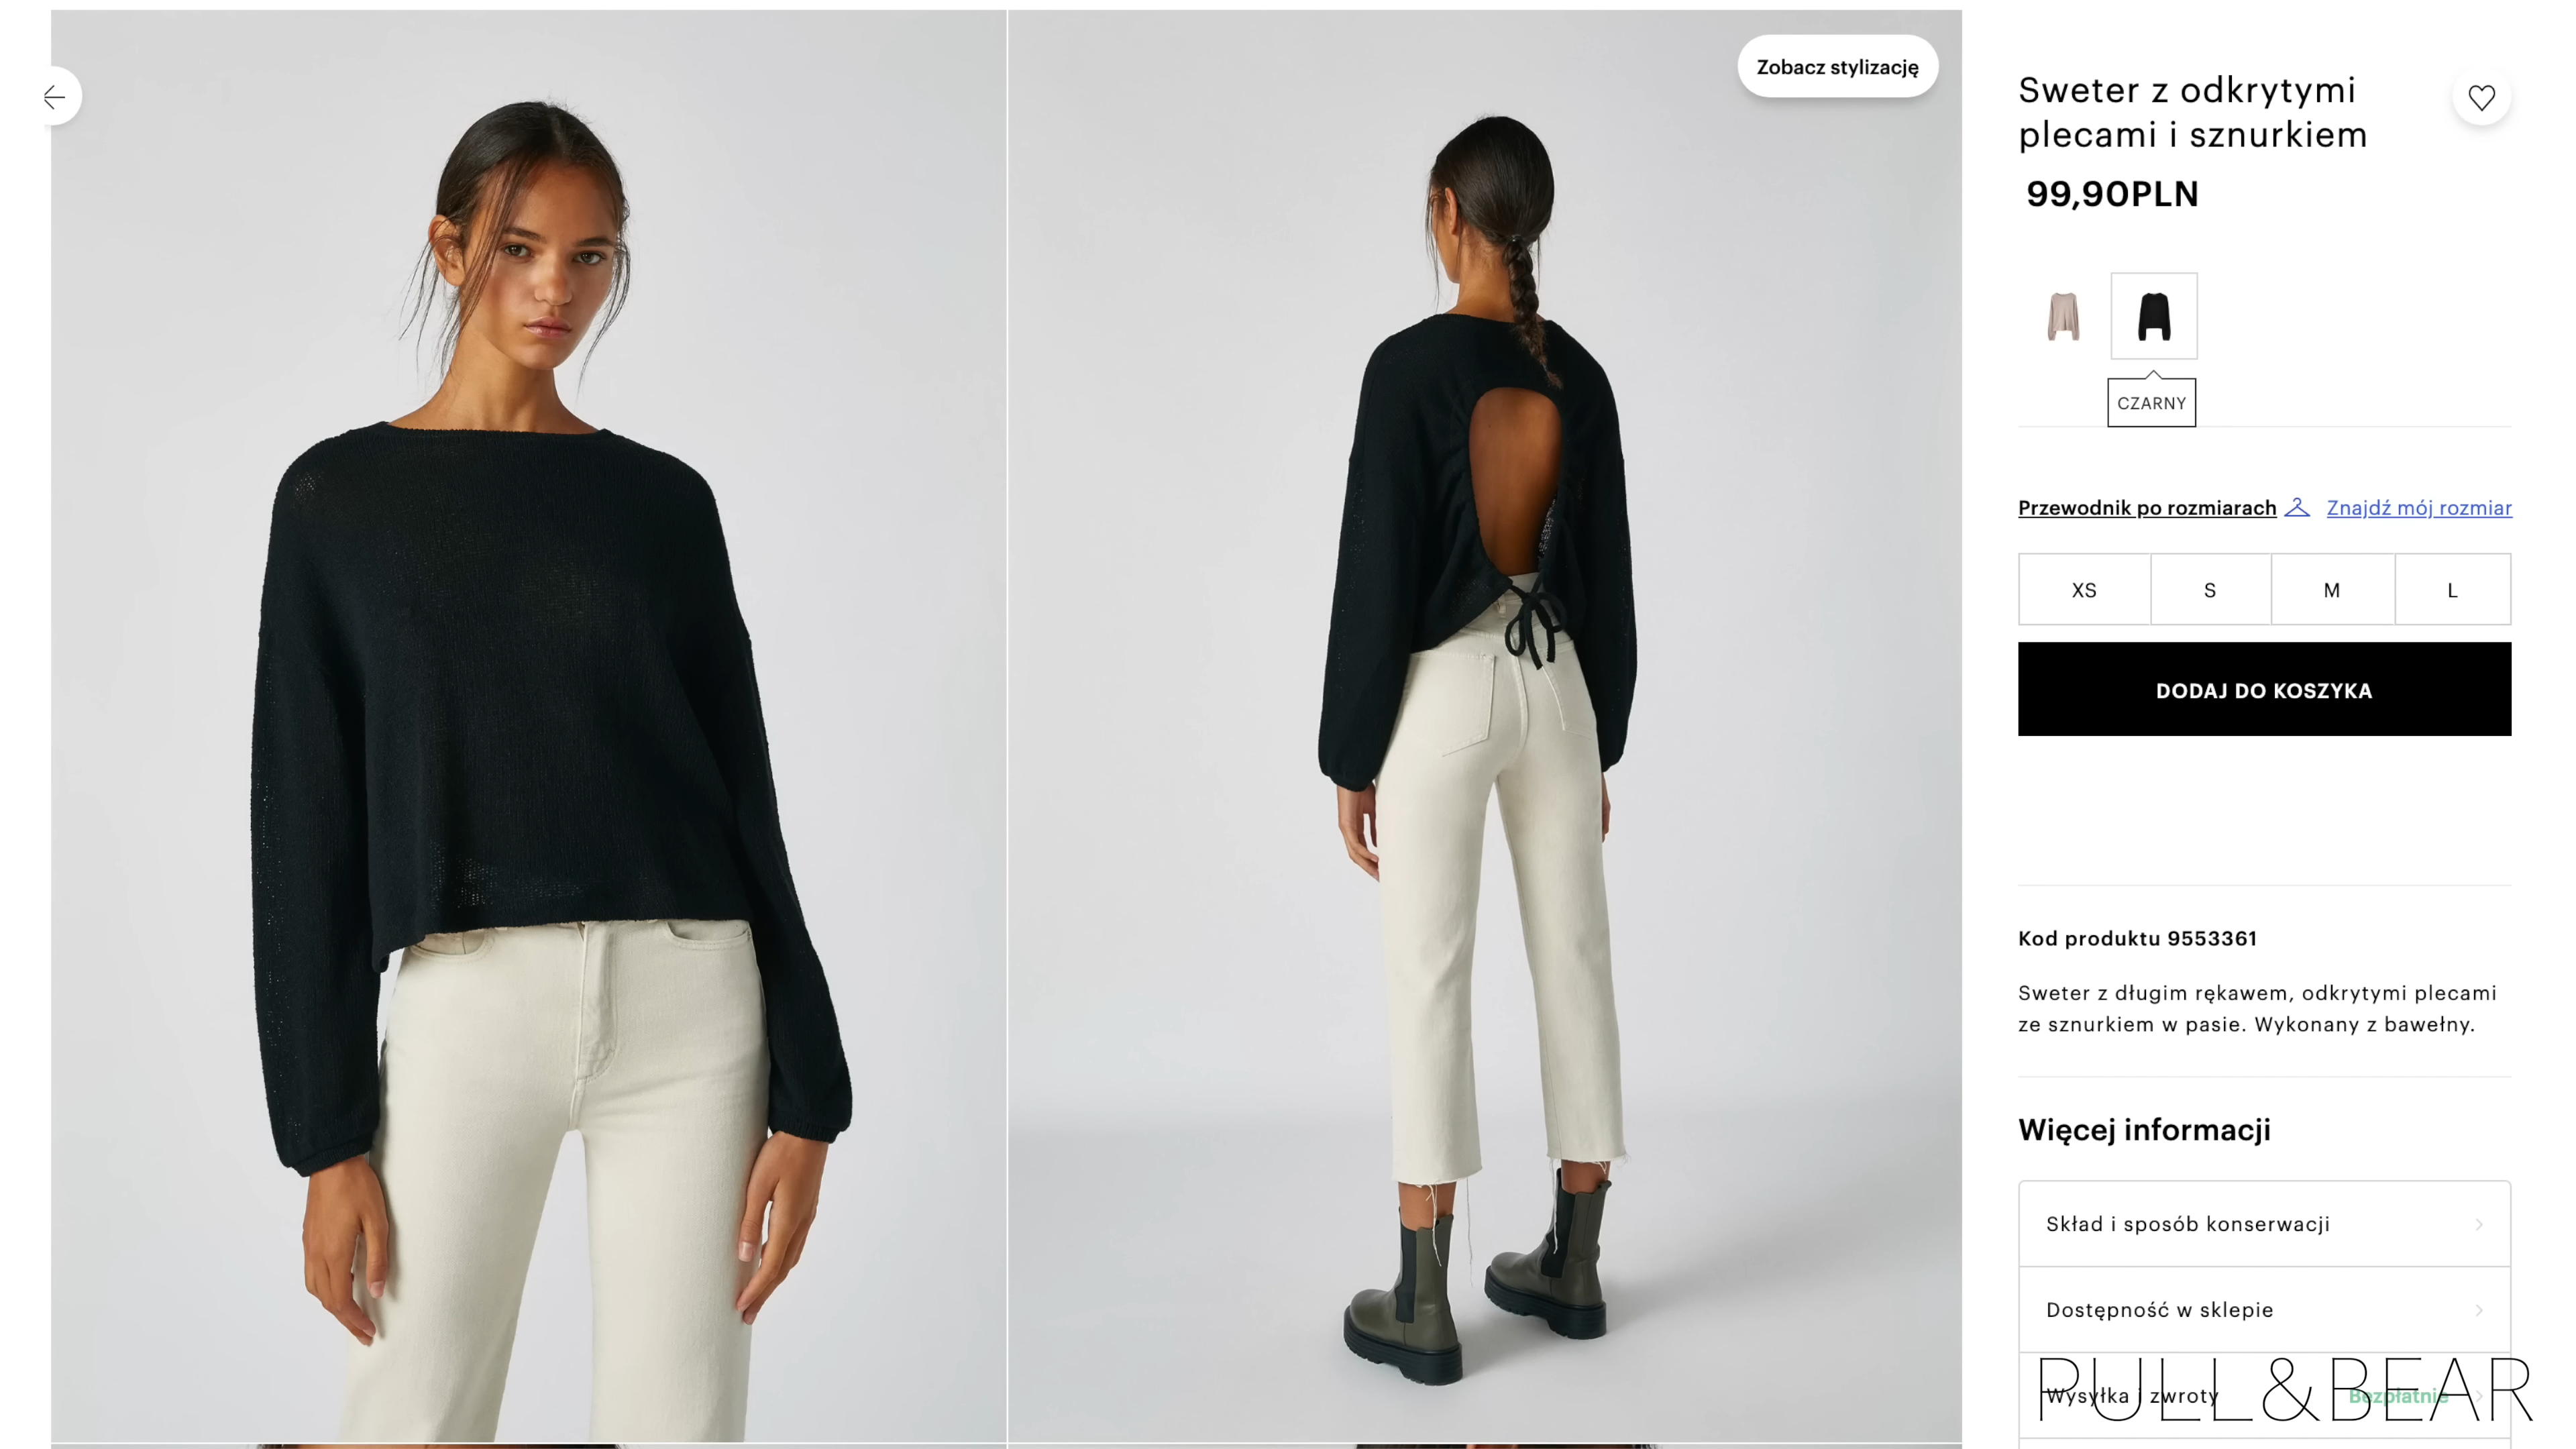 Zobacz stylizację
Sweter z odkrytymi
plecami i sznurkiem
99,90PLN
CZARNY
Przewodnik po rozmiarach Znajdź mój rozmiar
XS S M L
DODAJ DO KOSZYKA
Kod produktu 9553361
Sweter z długim rękawem, odkrytymi plecami
ze sznurkiem w pasie. Wykonany z bawełny.
Więcej informacji
Skład i sposób konserwacji
Dostępność w sklepie
Wysyłka i zwroty Bezpłatnie
PULL&BEAR